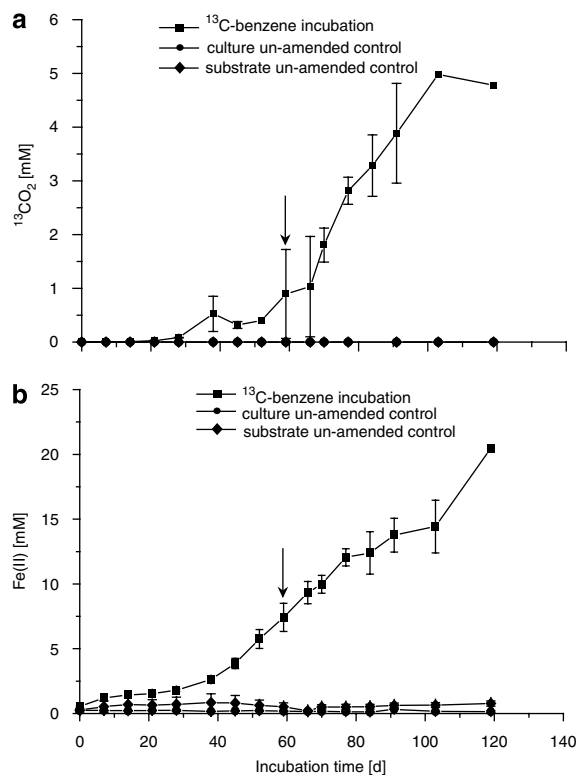 a
6
5
4
3
2
1
0
¹³CO₂ [mM]
¹³C-benzene incubation
culture un-amended control
substrate un-amended control
b
25
20
15
10
5
0
Fe(II) [mM]
¹³C-benzene incubation
culture un-amended control
substrate un-amended control
0 20 40 60 80 100 120 140
Incubation time [d]